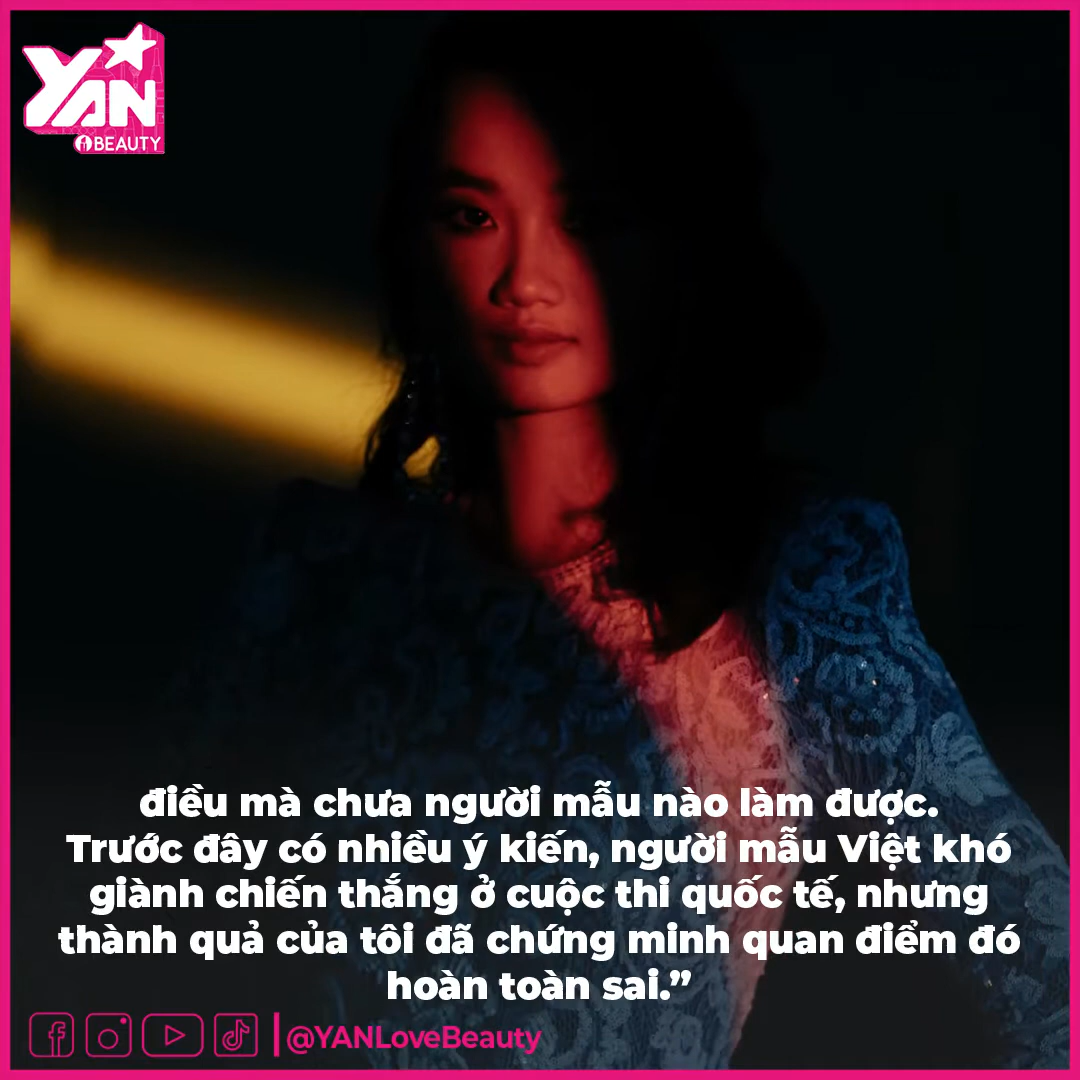 YAN
BEAUTY
điều mà chưa người mẫu nào làm được.
Trước đây có nhiều ý kiến, người mẫu Việt khó
giành chiến thắng ở cuộc thi quốc tế, nhưng
thành quả của tôi đã chứng minh quan điểm đó
hoàn toàn sai.”
@YANLoveBeauty